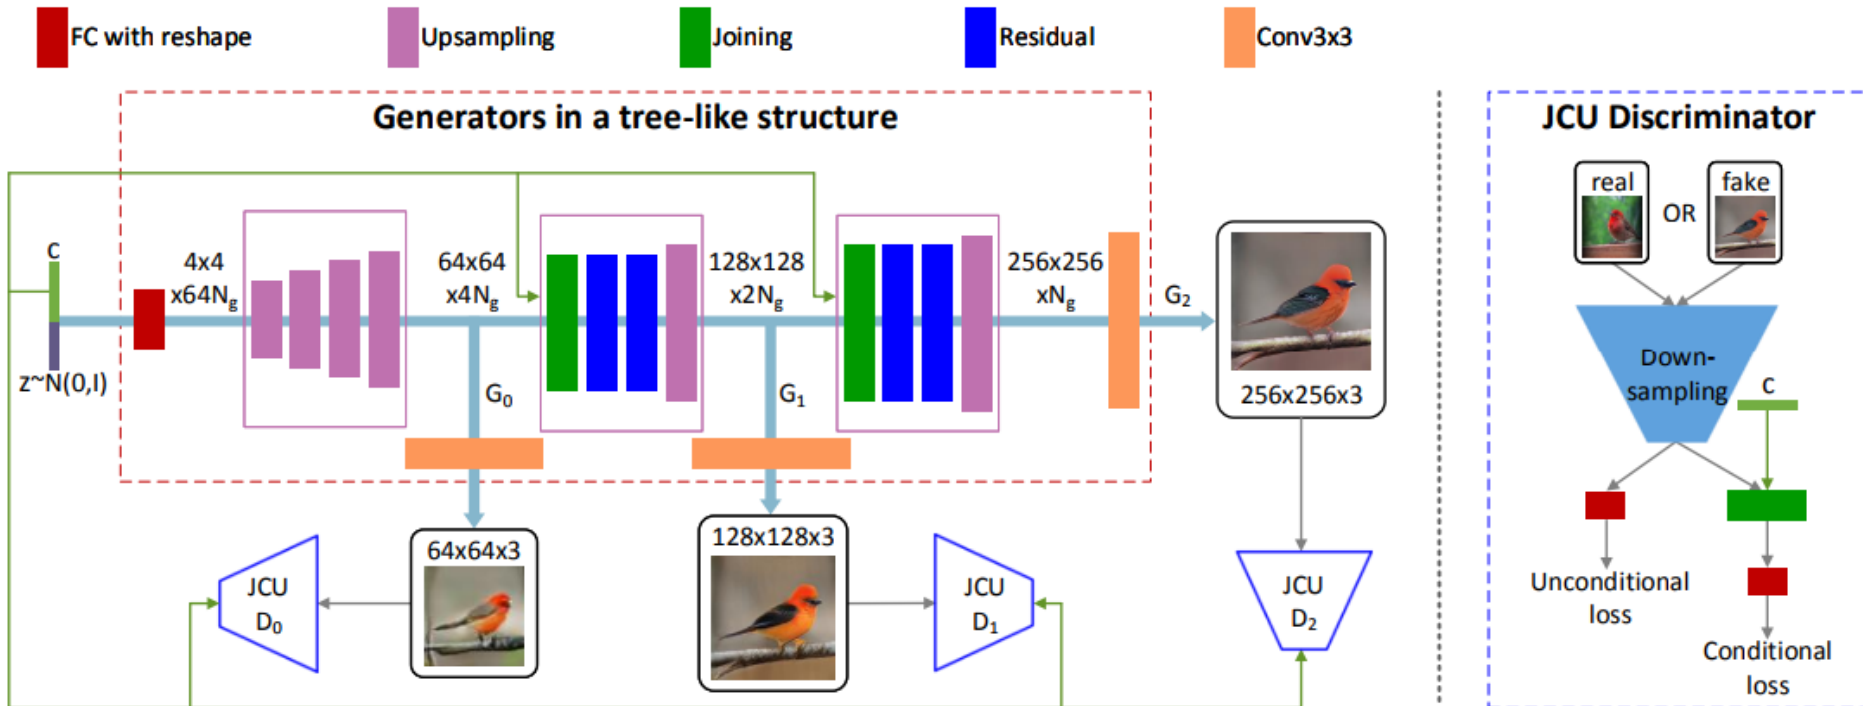 FC with reshape
Upsampling
Joining
Residual
Conv3x3
Generators in a tree-like structure
c
z~N(0,I)
4x4
x64Ng
64x64
x4Ng
128x128
x2Ng
256x256
xNg
G0
G1
G2
256x256x3
64x64x3
128x128x3
JCU
D0
JCU
D1
JCU
D2
JCU Discriminator
real
OR
fake
Down-
sampling
c
Unconditional
loss
Conditional
loss